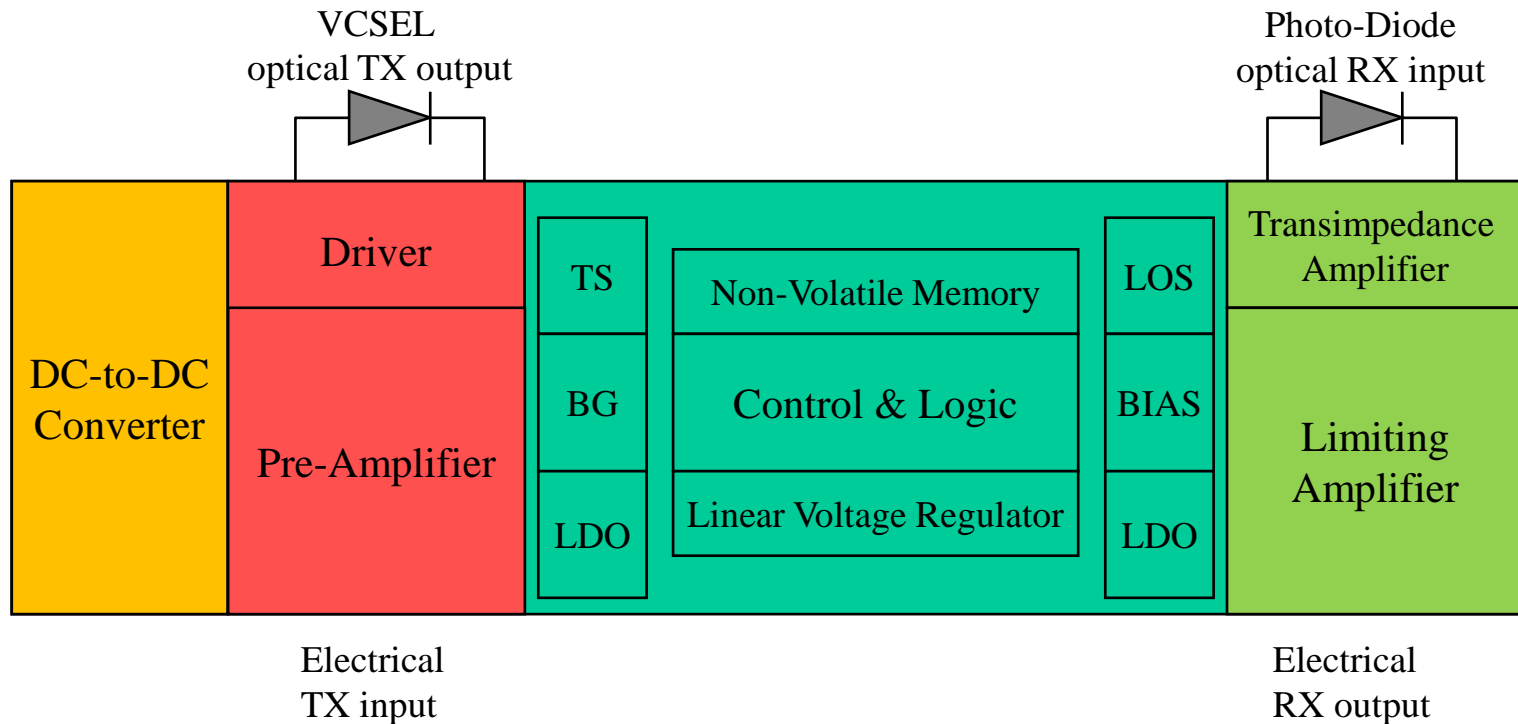 VCSEL
optical TX output
Photo-Diode
optical RX input
DC-to-DC
Converter
Driver
Pre-Amplifier
TS
BG
LDO
Non-Volatile Memory
Control & Logic
Linear Voltage Regulator
LOS
BIAS
LDO
Transimpedance
Amplifier
Limiting
Amplifier
Electrical
TX input
Electrical
RX output